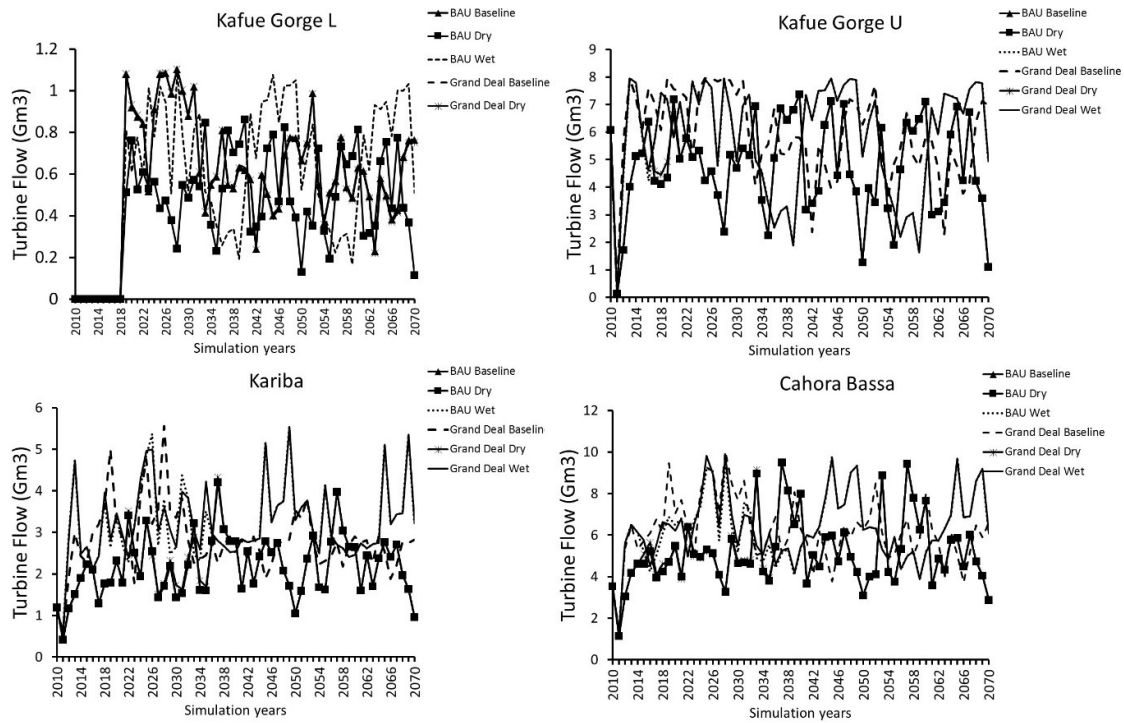 Kafue Gorge L
Turbine Flow (Gm3)
1.2
1
0.8
0.6
0.4
0.2
0
2010
2014
2018
2022
2026
2030
2034
2038
2042
2046
2050
2054
2058
2062
2066
2070
Simulation years
BAU Baseline
BAU Dry
BAU Wet
Grand Deal Baseline
Grand Deal Dry
Kafue Gorge U
Turbine Flow (Gm3)
9
8
7
6
5
4
3
2
1
0
2010
2014
2018
2022
2026
2030
2034
2038
2042
2046
2050
2054
2058
2062
2066
2070
Simulation years
BAU Baseline
BAU Dry
BAU Wet
Grand Deal Baseline
Grand Deal Dry
Grand Deal Wet
Kariba
Turbine Flow (Gm3)
6
5
4
3
2
1
0
2010
2014
2018
2022
2026
2030
2034
2038
2042
2046
2050
2054
2058
2062
2066
2070
Simulation years
BAU Baseline
BAU Dry
BAU Wet
Grand Deal Baselin
Grand Deal Dry
Grand Deal Wet
Cahora Bassa
Turbine Flow (Gm3)
12
10
8
6
4
2
0
2010
2014
2018
2022
2026
2030
2034
2038
2042
2046
2050
2054
2058
2062
2066
2070
Simulation years
BAU Baseline
BAU Dry
BAU Wet
Grand Deal Baseline
Grand Deal Dry
Grand Deal Wet